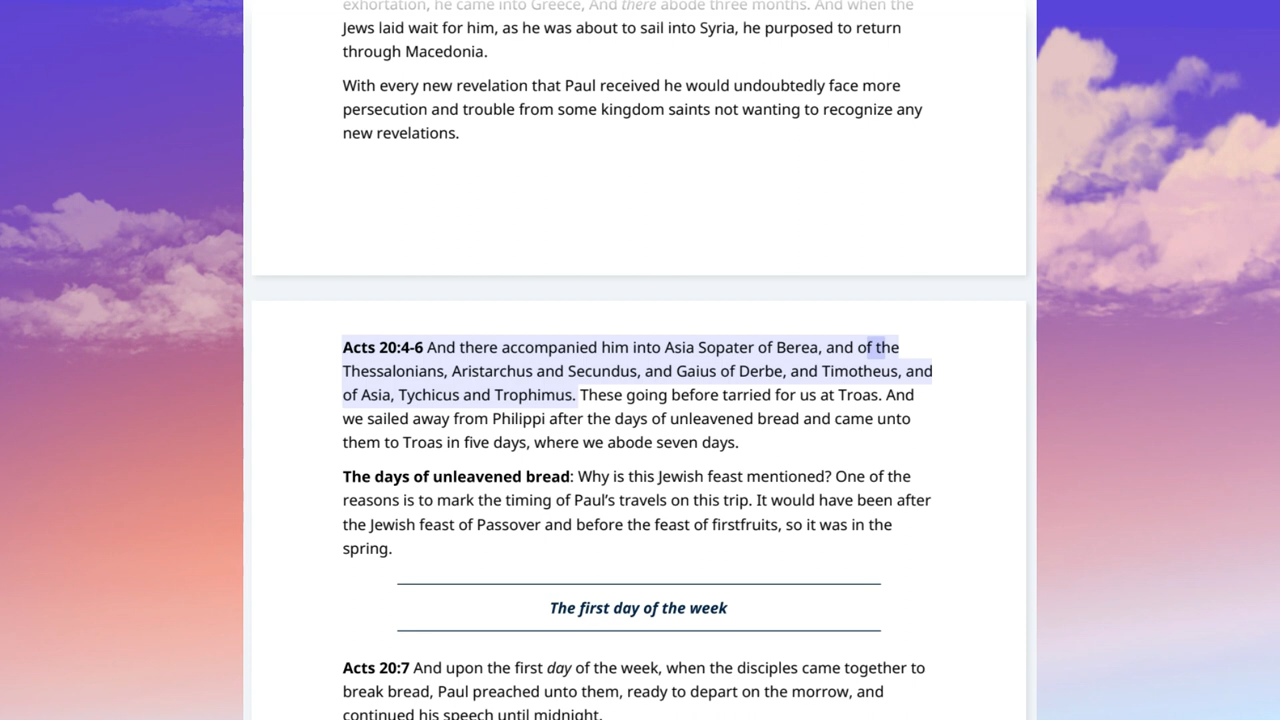 exhortation, he came into Greece, And there abode three months. And when the
Jews laid wait for him, as he was about to sail into Syria, he purposed to return
through Macedonia.
With every new revelation that Paul received he would undoubtedly face more
persecution and trouble from some kingdom saints not wanting to recognize any
new revelations.
Acts 20:4-6 And there accompanied him into Asia Sopater of Berea, and of the
Thessalonians, Aristarchus and Secundus, and Gaius of Derbe, and Timotheus, and
of Asia, Tychicus and Trophimus. These going before tarried for us at Troas. And
we sailed away from Philippi after the days of unleavened bread and came unto
them to Troas in five days, where we abode seven days.
The days of unleavened bread: Why is this Jewish feast mentioned? One of the
reasons is to mark the timing of Paul’s travels on this trip. It would have been after
the Jewish feast of Passover and before the feast of firstfruits, so it was in the
spring.
The first day of the week
Acts 20:7 And upon the first day of the week, when the disciples came together to
break bread, Paul preached unto them, ready to depart on the morrow, and
continued his speech until midnight.